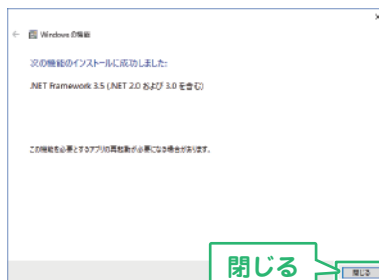 Windows の機能
次の機能のインストールに成功しました:
.NET Framework 3.5 (.NET 2.0 および 3.0 を含む)
この機能を必要とするアプリの再起動が必要になる場合があります。
閉じる
閉じる